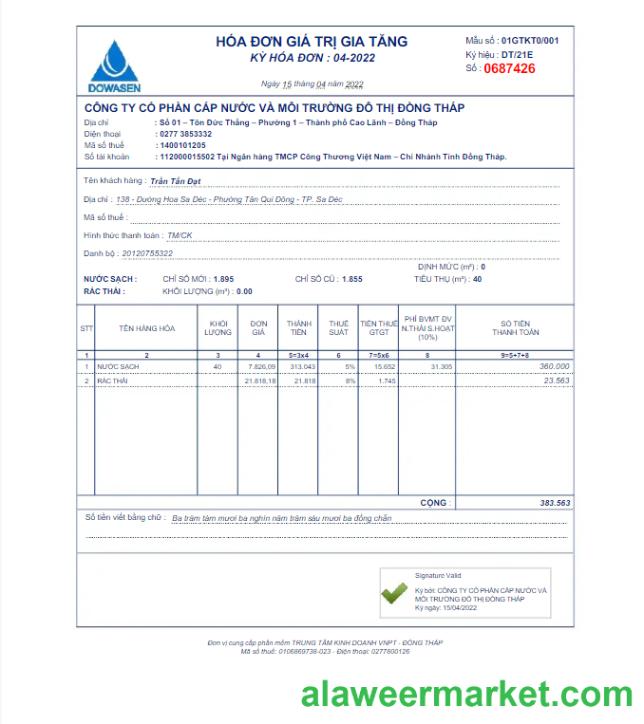 HÓA ĐƠN GIÁ TRỊ GIA TĂNG
KỲ HÓA ĐƠN : 04-2022
Mẫu số : 01GTKT0/001
Ký hiệu : DT/21E
Số : 0687426
DOWASEN
Ngày 15 tháng 04 năm 2022
CÔNG TY CỔ PHẦN CẤP NƯỚC VÀ MÔI TRƯỜNG ĐÔ THỊ ĐỒNG THÁP
Địa chỉ : Số 01 – Tôn Đức Thắng – Phường 1 – Thành phố Cao Lãnh – Đồng Tháp
Điện thoại : 0277 3853332
Mã số thuế : 1400101205
Số tài khoản : 112000015502 Tại Ngân hàng TMCP Công Thương Việt Nam – Chi Nhánh Tỉnh Đồng Tháp.
Tên khách hàng : Trần Tấn Đạt
Địa chỉ : 138 - Đường Hoa Sa Déc - Phường Tân Qui Đông - TP. Sa Déc
Mã số thuế :
Hình thức thanh toán : TM/CK
Danh bộ : 20120755322
ĐỊNH MỨC (m³) : 0
NƯỚC SẠCH : CHỈ SỐ MỚI : 1.895 CHỈ SỐ CŨ : 1.855 TIÊU THỤ (m³) : 40
RÁC THẢI : KHỐI LƯỢNG (m³) : 0.00
STT TÊN HÀNG HÓA KHỐI LƯỢNG ĐƠN GIÁ THÀNH TIỀN THUẾ SUẤT TIỀN THUẾ GTGT PHÍ BVMT ĐV N.THẢI S.HOẠT (10%) SỐ TIỀN THANH TOÁN
1 2 3 4 5=3x4 6 7=5x6 8 9=5+7+8
1 NƯỚC SẠCH 40 7.826,09 313.043 5% 15.652 31.305 360.000
2 RÁC THẢI 21.818,18 21.818 8% 1.745 23.563
CỘNG : 383.563
Số tiền viết bằng chữ : Ba trăm tám mươi ba nghìn năm trăm sáu mươi ba đồng chẵn
Signature Valid
Ký bởi: CÔNG TY CỔ PHẦN CẤP NƯỚC VÀ
MÔI TRƯỜNG ĐÔ THỊ ĐỒNG THÁP
Ký ngày: 15/04/2022
Đơn vị cung cấp phần mềm TRUNG TÂM KINH DOANH VNPT - ĐỒNG THÁP
Mã số thuế: 0106869738-023 - Điện thoại: 0277800126
alaweermarket.com